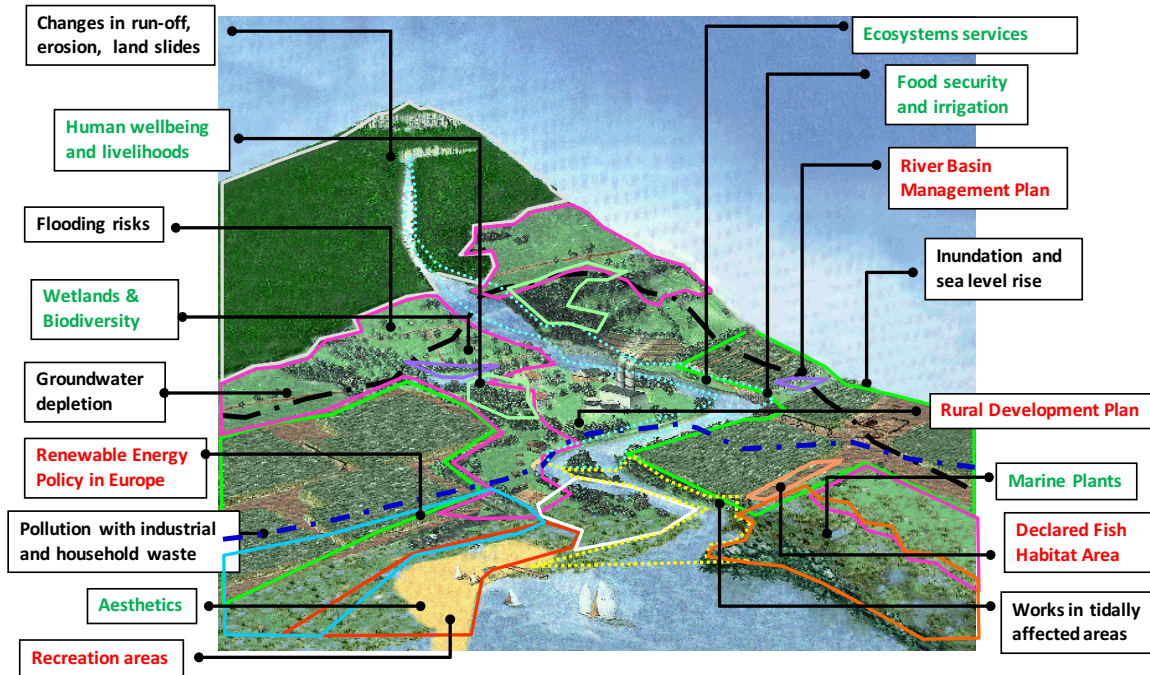 Changes in run-off,
erosion, land slides
Human wellbeing
and livelihoods
Flooding risks
Wetlands &
Biodiversity
Groundwater
depletion
Renewable Energy
Policy in Europe
Pollution with industrial
and household waste
Aesthetics
Recreation areas
Ecosystems services
Food security
and irrigation
River Basin
Management Plan
Inundation and
sea level rise
Rural Development Plan
Marine Plants
Declared Fish
Habitat Area
Works in tidally
affected areas